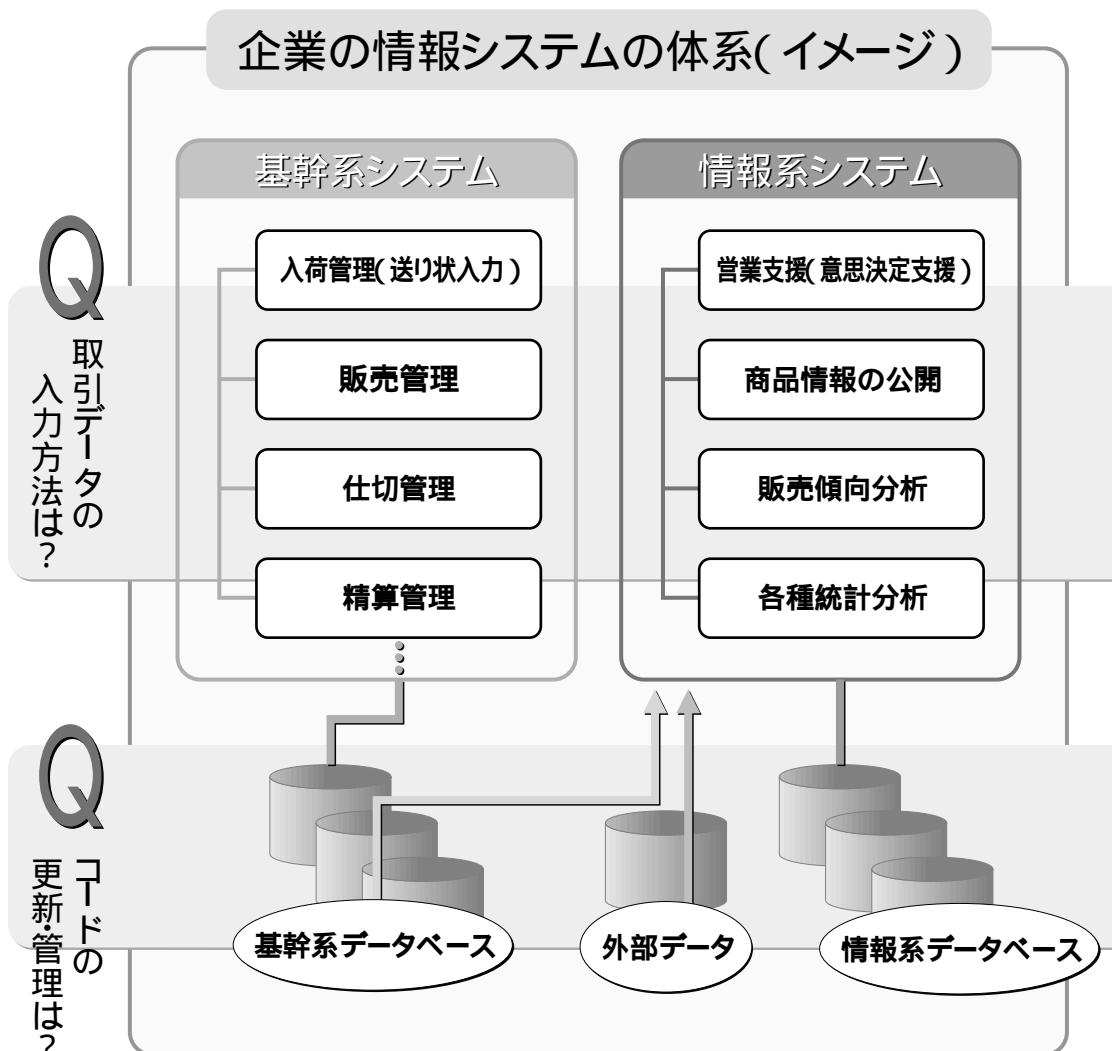 企業の情報システムの体系(イメージ)
基幹系システム
入荷管理(送り状入力)
販売管理
仕切管理
精算管理
情報系システム
営業支援(意思決定支援)
商品情報の公開
販売傾向分析
各種統計分析
Q
取引データの
入力方法は?
Q
コードの
更新・管理は?
基幹系データベース
外部データ
情報系データベース